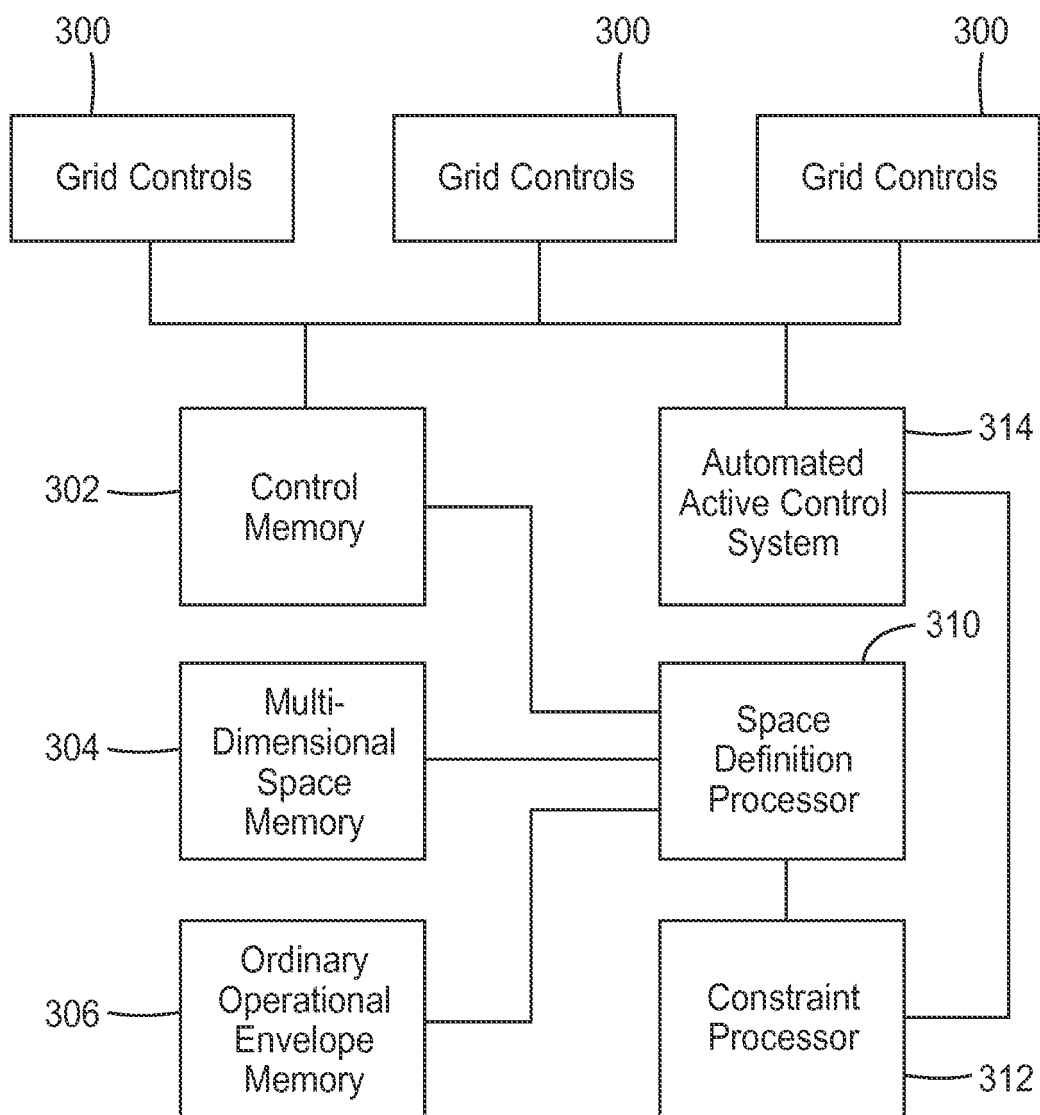 300
300
300
Grid Controls
Grid Controls
Grid Controls
302
Control
Memory
314
Automated
Active Control
System
310
304
Multi-
Dimensional
Space
Memory
Space
Definition
Processor
306
Ordinary
Operational
Envelope
Memory
Constraint
Processor
312